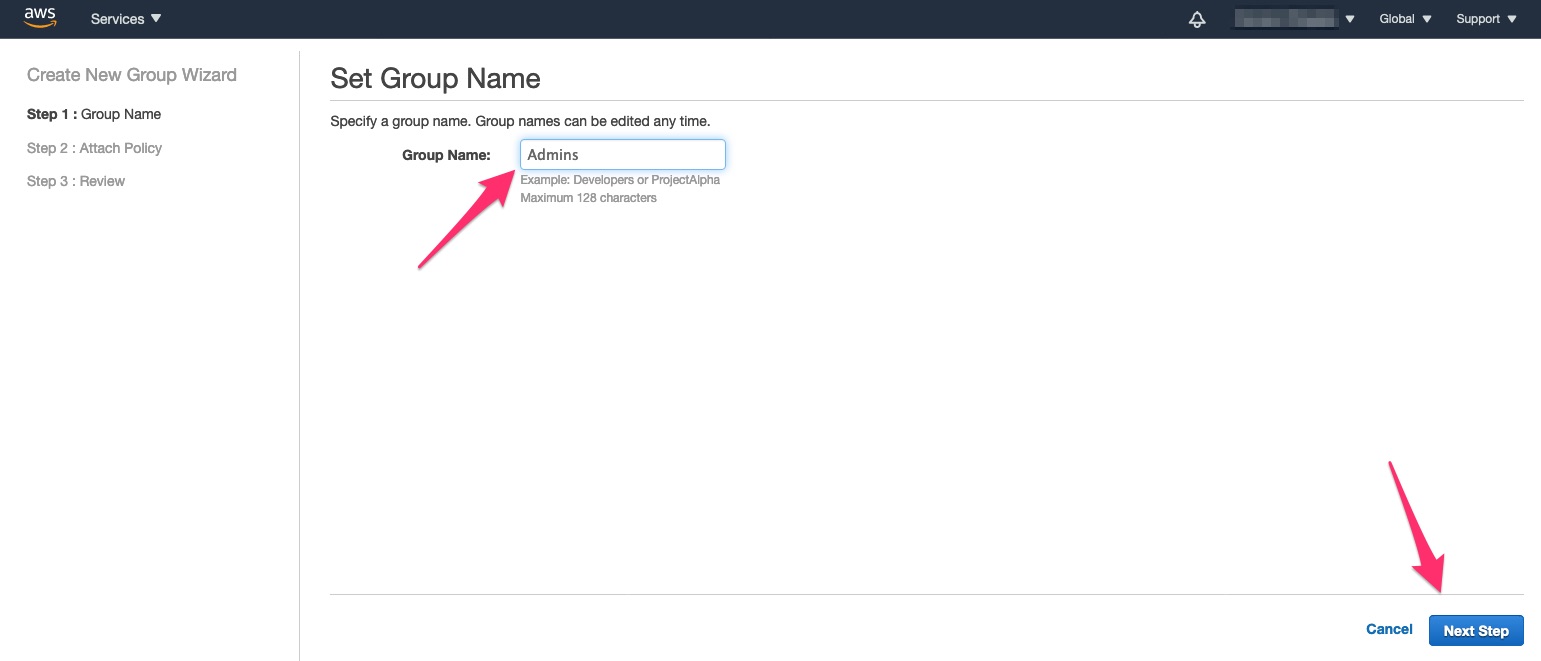 aws
Services
Global
Support
Create New Group Wizard
Step 1 : Group Name
Step 2 : Attach Policy
Step 3 : Review
Set Group Name
Specify a group name. Group names can be edited any time.
Group Name: Admins
Example: Developers or ProjectAlpha
Maximum 128 characters
Cancel
Next Step